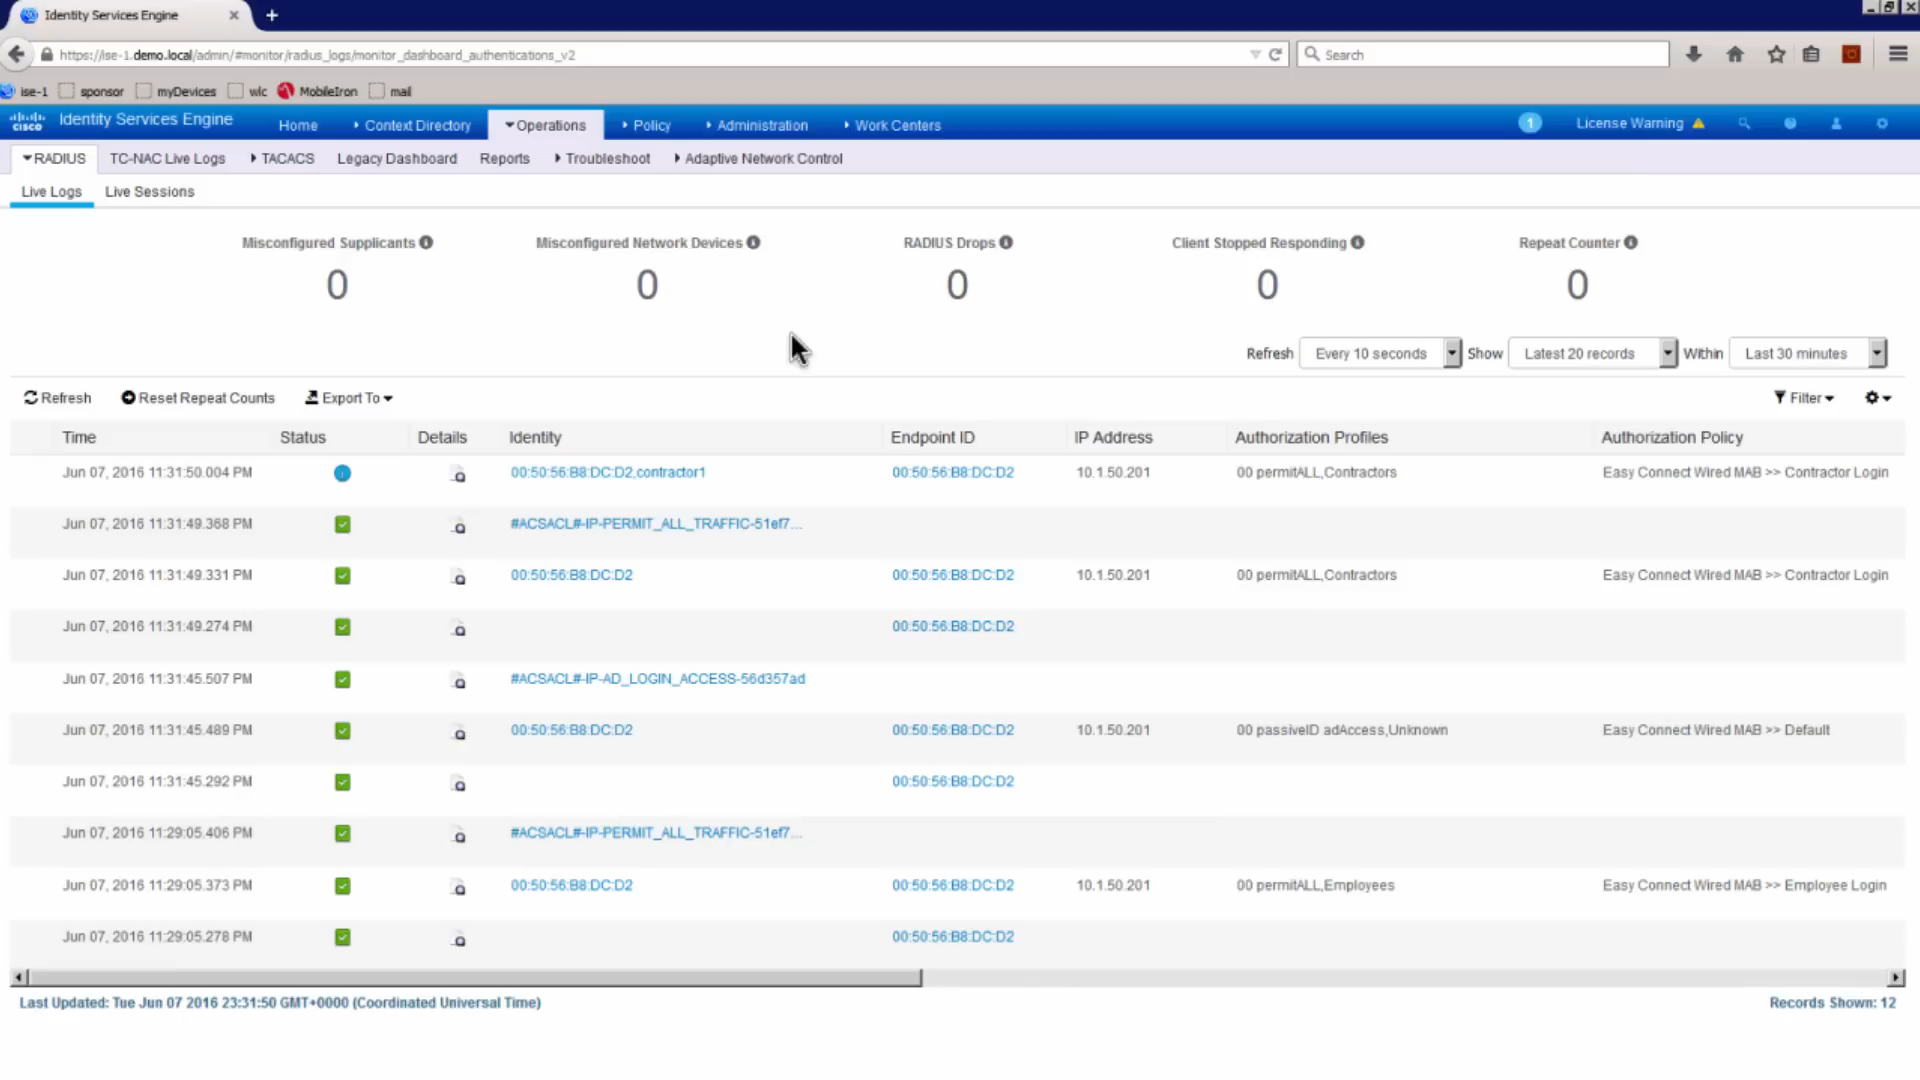 Identity Services Engine
https://ise-1.demo.local/admin/#monitor/radius_logs/monitor_dashboard_authentications_v2
Search
ise-1 sponsor myDevices wlc MobileIron mail
CISCO Identity Services Engine Home Context Directory Operations Policy Administration Work Centers 1 License Warning
RADIUS TC-NAC Live Logs TACACS Legacy Dashboard Reports Troubleshoot Adaptive Network Control
Live Logs Live Sessions
Misconfigured Supplicants Misconfigured Network Devices RADIUS Drops Client Stopped Responding Repeat Counter
0 0 0 0 0
Refresh Every 10 seconds Show Latest 20 records Within Last 30 minutes
Refresh Reset Repeat Counts Export To Filter
Time Status Details Identity Endpoint ID IP Address Authorization Profiles Authorization Policy
Jun 07, 2016 11:31:50.004 PM 00:50:56:B8:DC:D2,contractor1 00:50:56:B8:DC:D2 10.1.50.201 00 permitALL,Contractors Easy Connect Wired MAB >> Contractor Login
Jun 07, 2016 11:31:49.368 PM #ACSACL#-IP-PERMIT_ALL_TRAFFIC-51ef7...
Jun 07, 2016 11:31:49.331 PM 00:50:56:B8:DC:D2 00:50:56:B8:DC:D2 10.1.50.201 00 permitALL,Contractors Easy Connect Wired MAB >> Contractor Login
Jun 07, 2016 11:31:49.274 PM 00:50:56:B8:DC:D2
Jun 07, 2016 11:31:45.507 PM #ACSACL#-IP-AD_LOGIN_ACCESS-56d357ad
Jun 07, 2016 11:31:45.489 PM 00:50:56:B8:DC:D2 00:50:56:B8:DC:D2 10.1.50.201 00 passiveID adAccess,Unknown Easy Connect Wired MAB >> Default
Jun 07, 2016 11:31:45.292 PM 00:50:56:B8:DC:D2
Jun 07, 2016 11:29:05.406 PM #ACSACL#-IP-PERMIT_ALL_TRAFFIC-51ef7...
Jun 07, 2016 11:29:05.373 PM 00:50:56:B8:DC:D2 00:50:56:B8:DC:D2 10.1.50.201 00 permitALL,Employees Easy Connect Wired MAB >> Employee Login
Jun 07, 2016 11:29:05.278 PM 00:50:56:B8:DC:D2
Last Updated: Tue Jun 07 2016 23:31:50 GMT+0000 (Coordinated Universal Time) Records Shown: 12